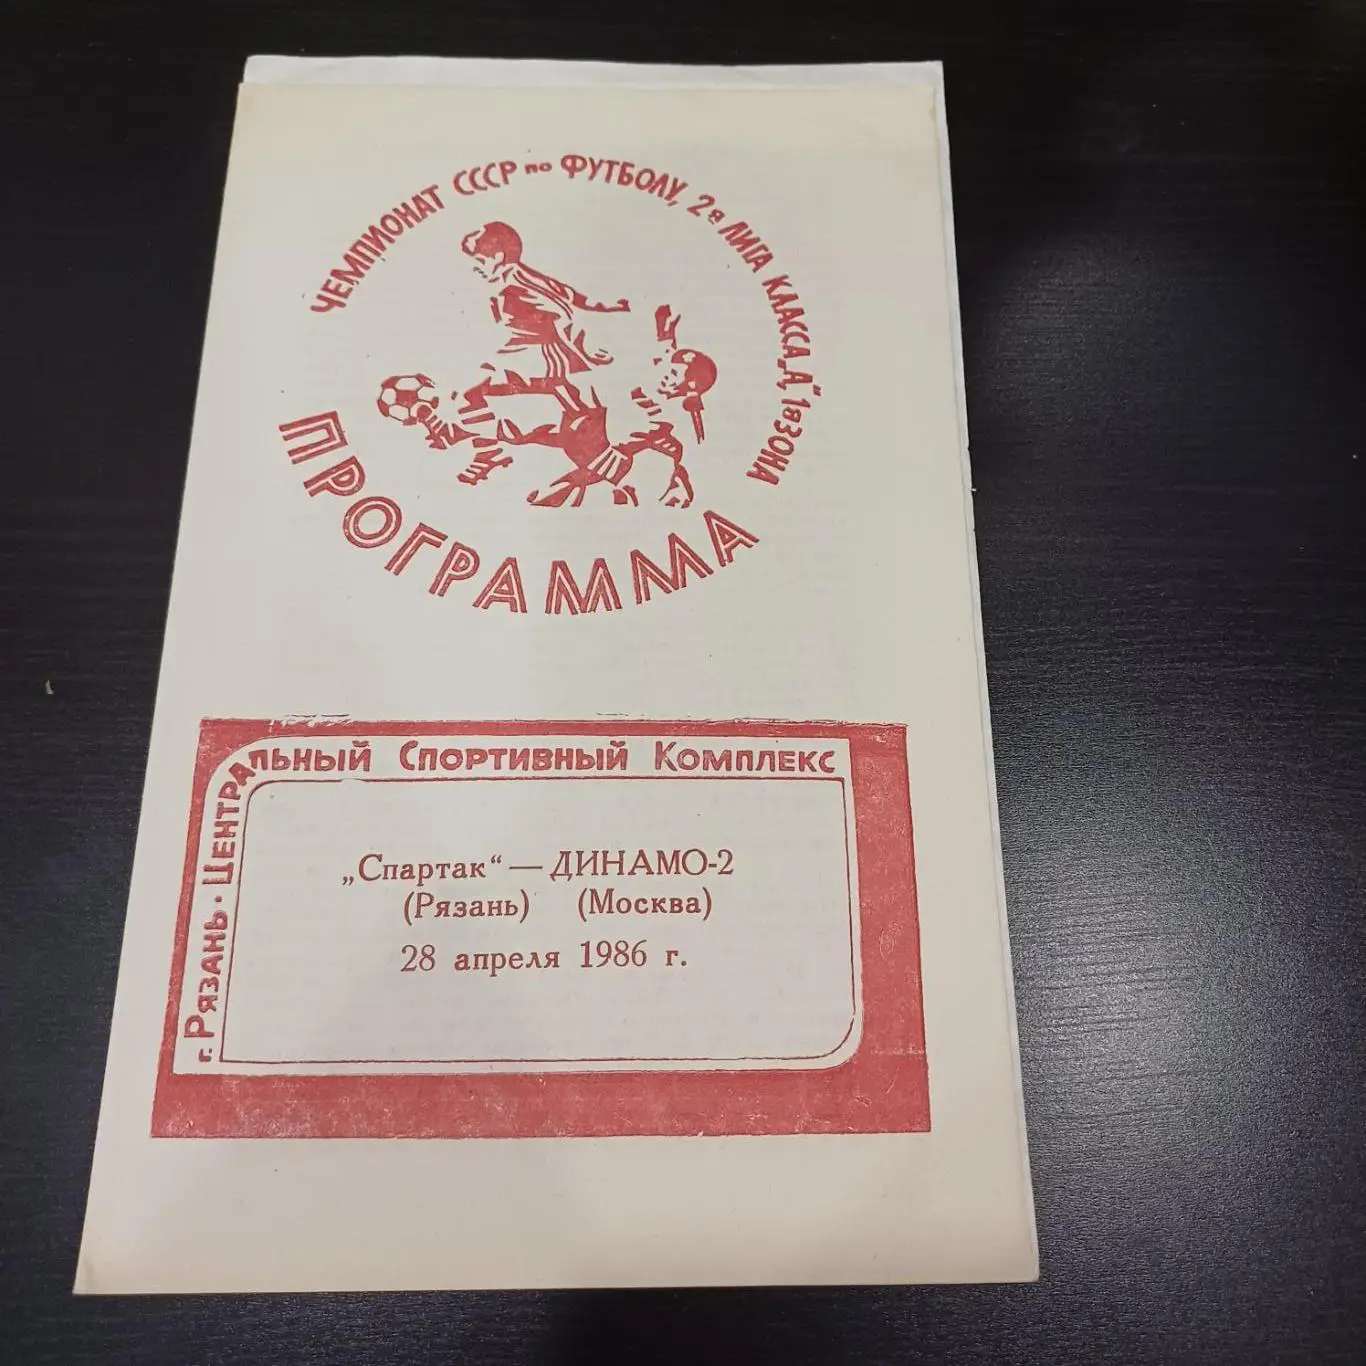 ЧЕМПИОНАТ СССР по ФУТБОЛУ, 2я ЛИГА КЛАССА „А", 1я ЗОНА
ПРОГРАММА
г. Рязань · Центральный Спортивный Комплекс
„Спартак“ — ДИНАМО-2
(Рязань) (Москва)
28 апреля 1986 г.